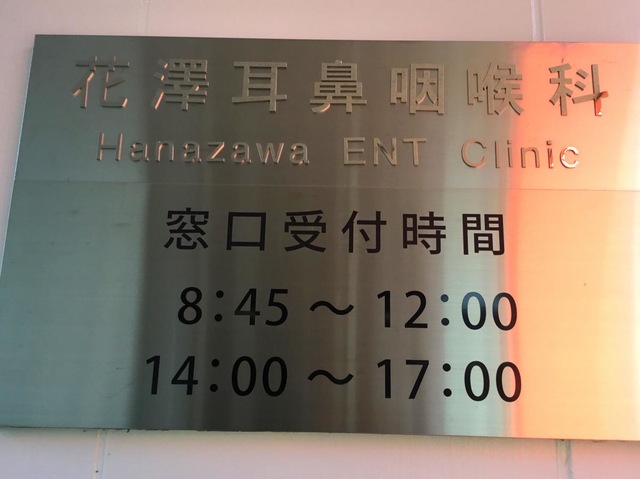 花澤耳鼻咽喉科
Hanazawa ENT Clinic
窓口受付時間
8:45～12:00
14:00～17:00